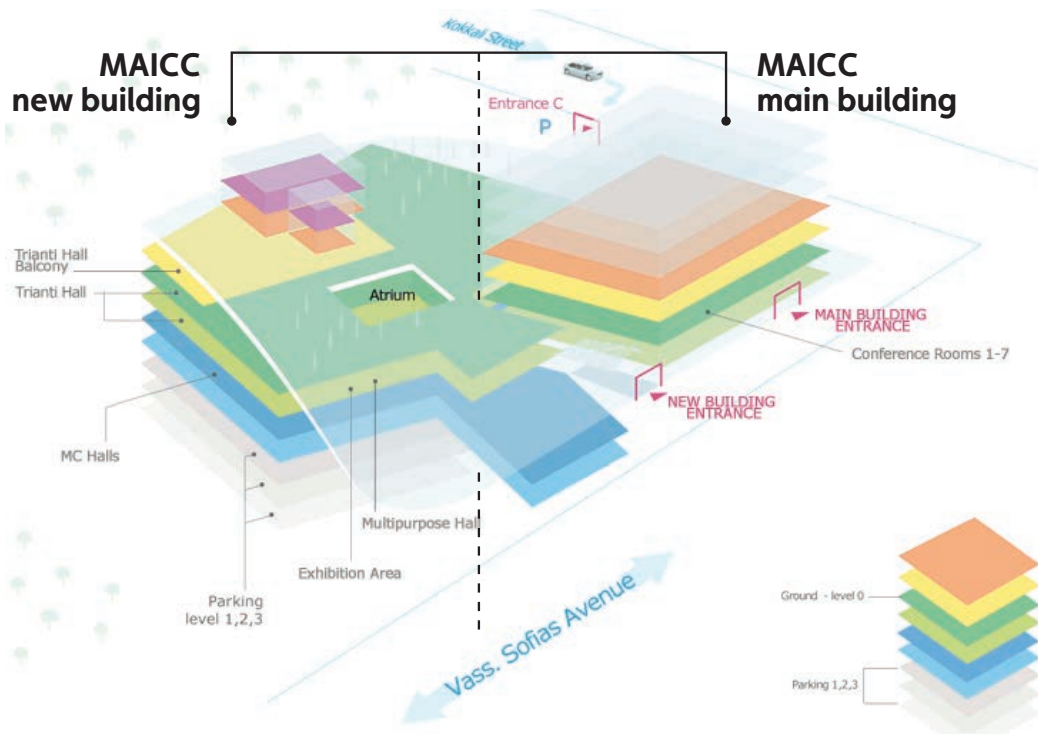 Kokkali Street
MAICC
new building
MAICC
main building
Entrance C
P
Trianti Hall
Balcony
Trianti Hall
Atrium
MAIN BUILDING
ENTRANCE
Conference Rooms 1-7
NEW BUILDING
ENTRANCE
MC Halls
Multipurpose Hall
Exhibition Area
Parking
level 1,2,3
Vass. Sofias Avenue
Ground - level 0
Parking 1,2,3